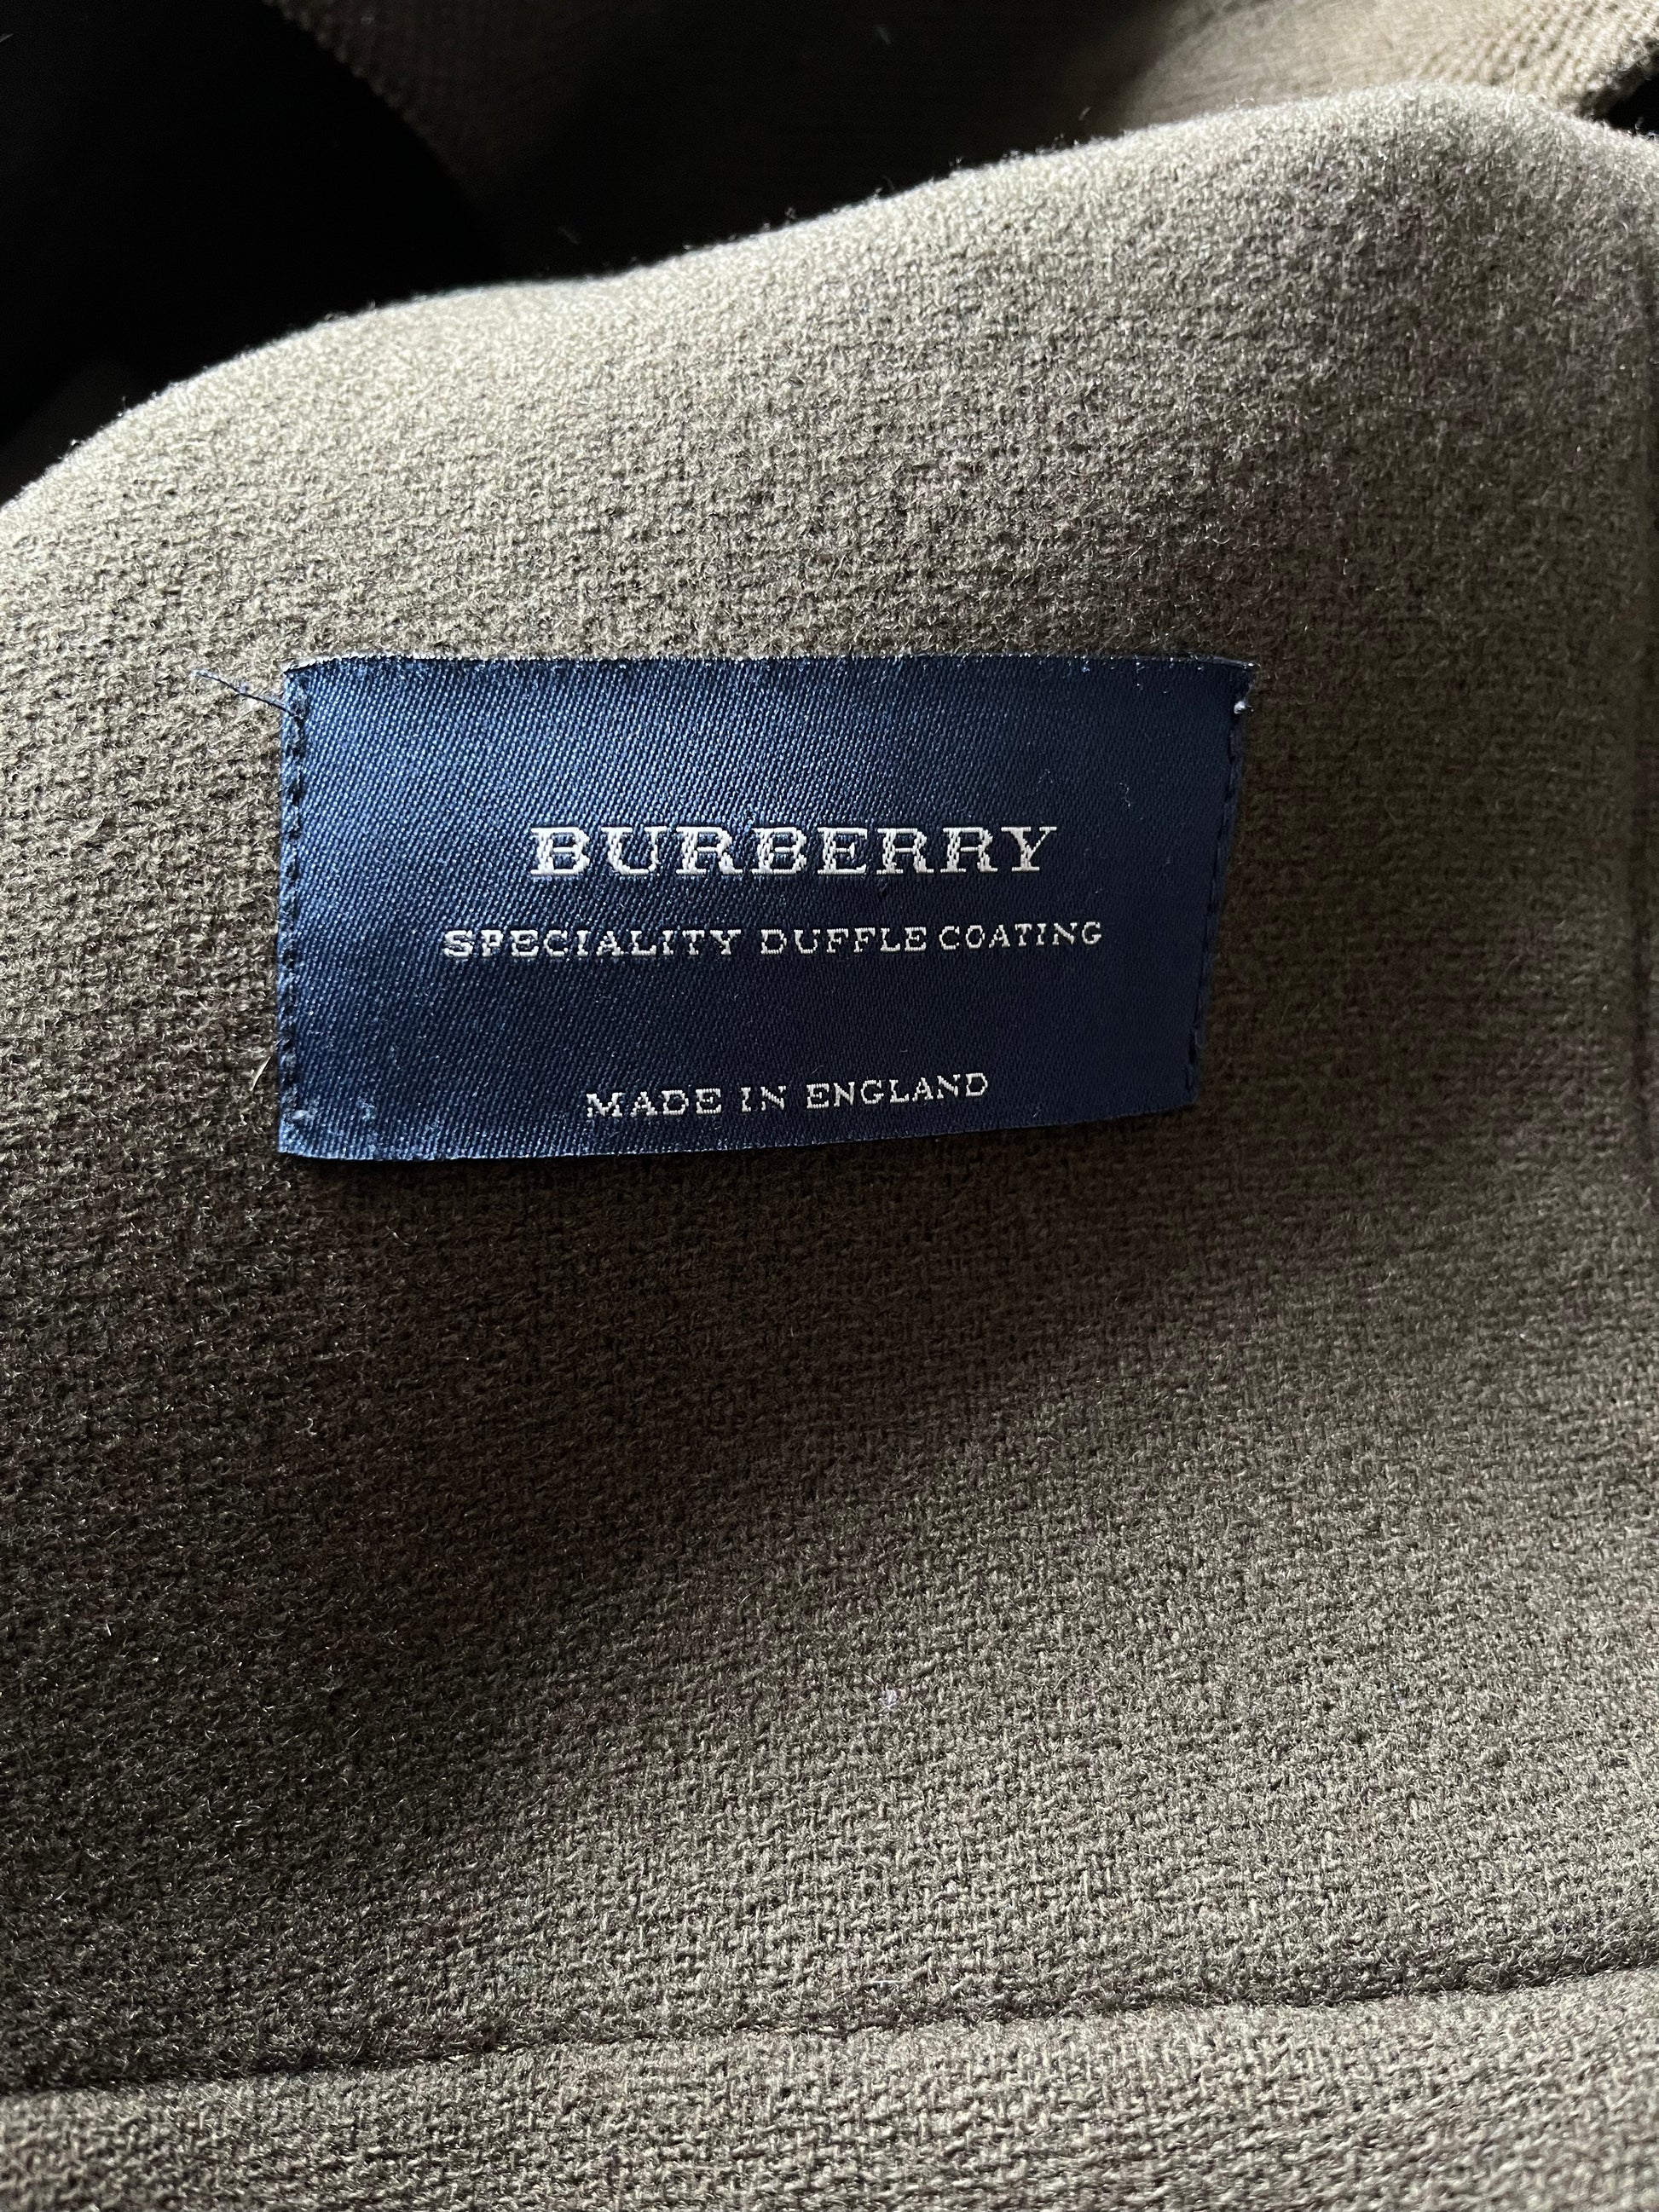 BURBERRY
SPECIALITY DUFFLE COATING
MADE IN ENGLAND